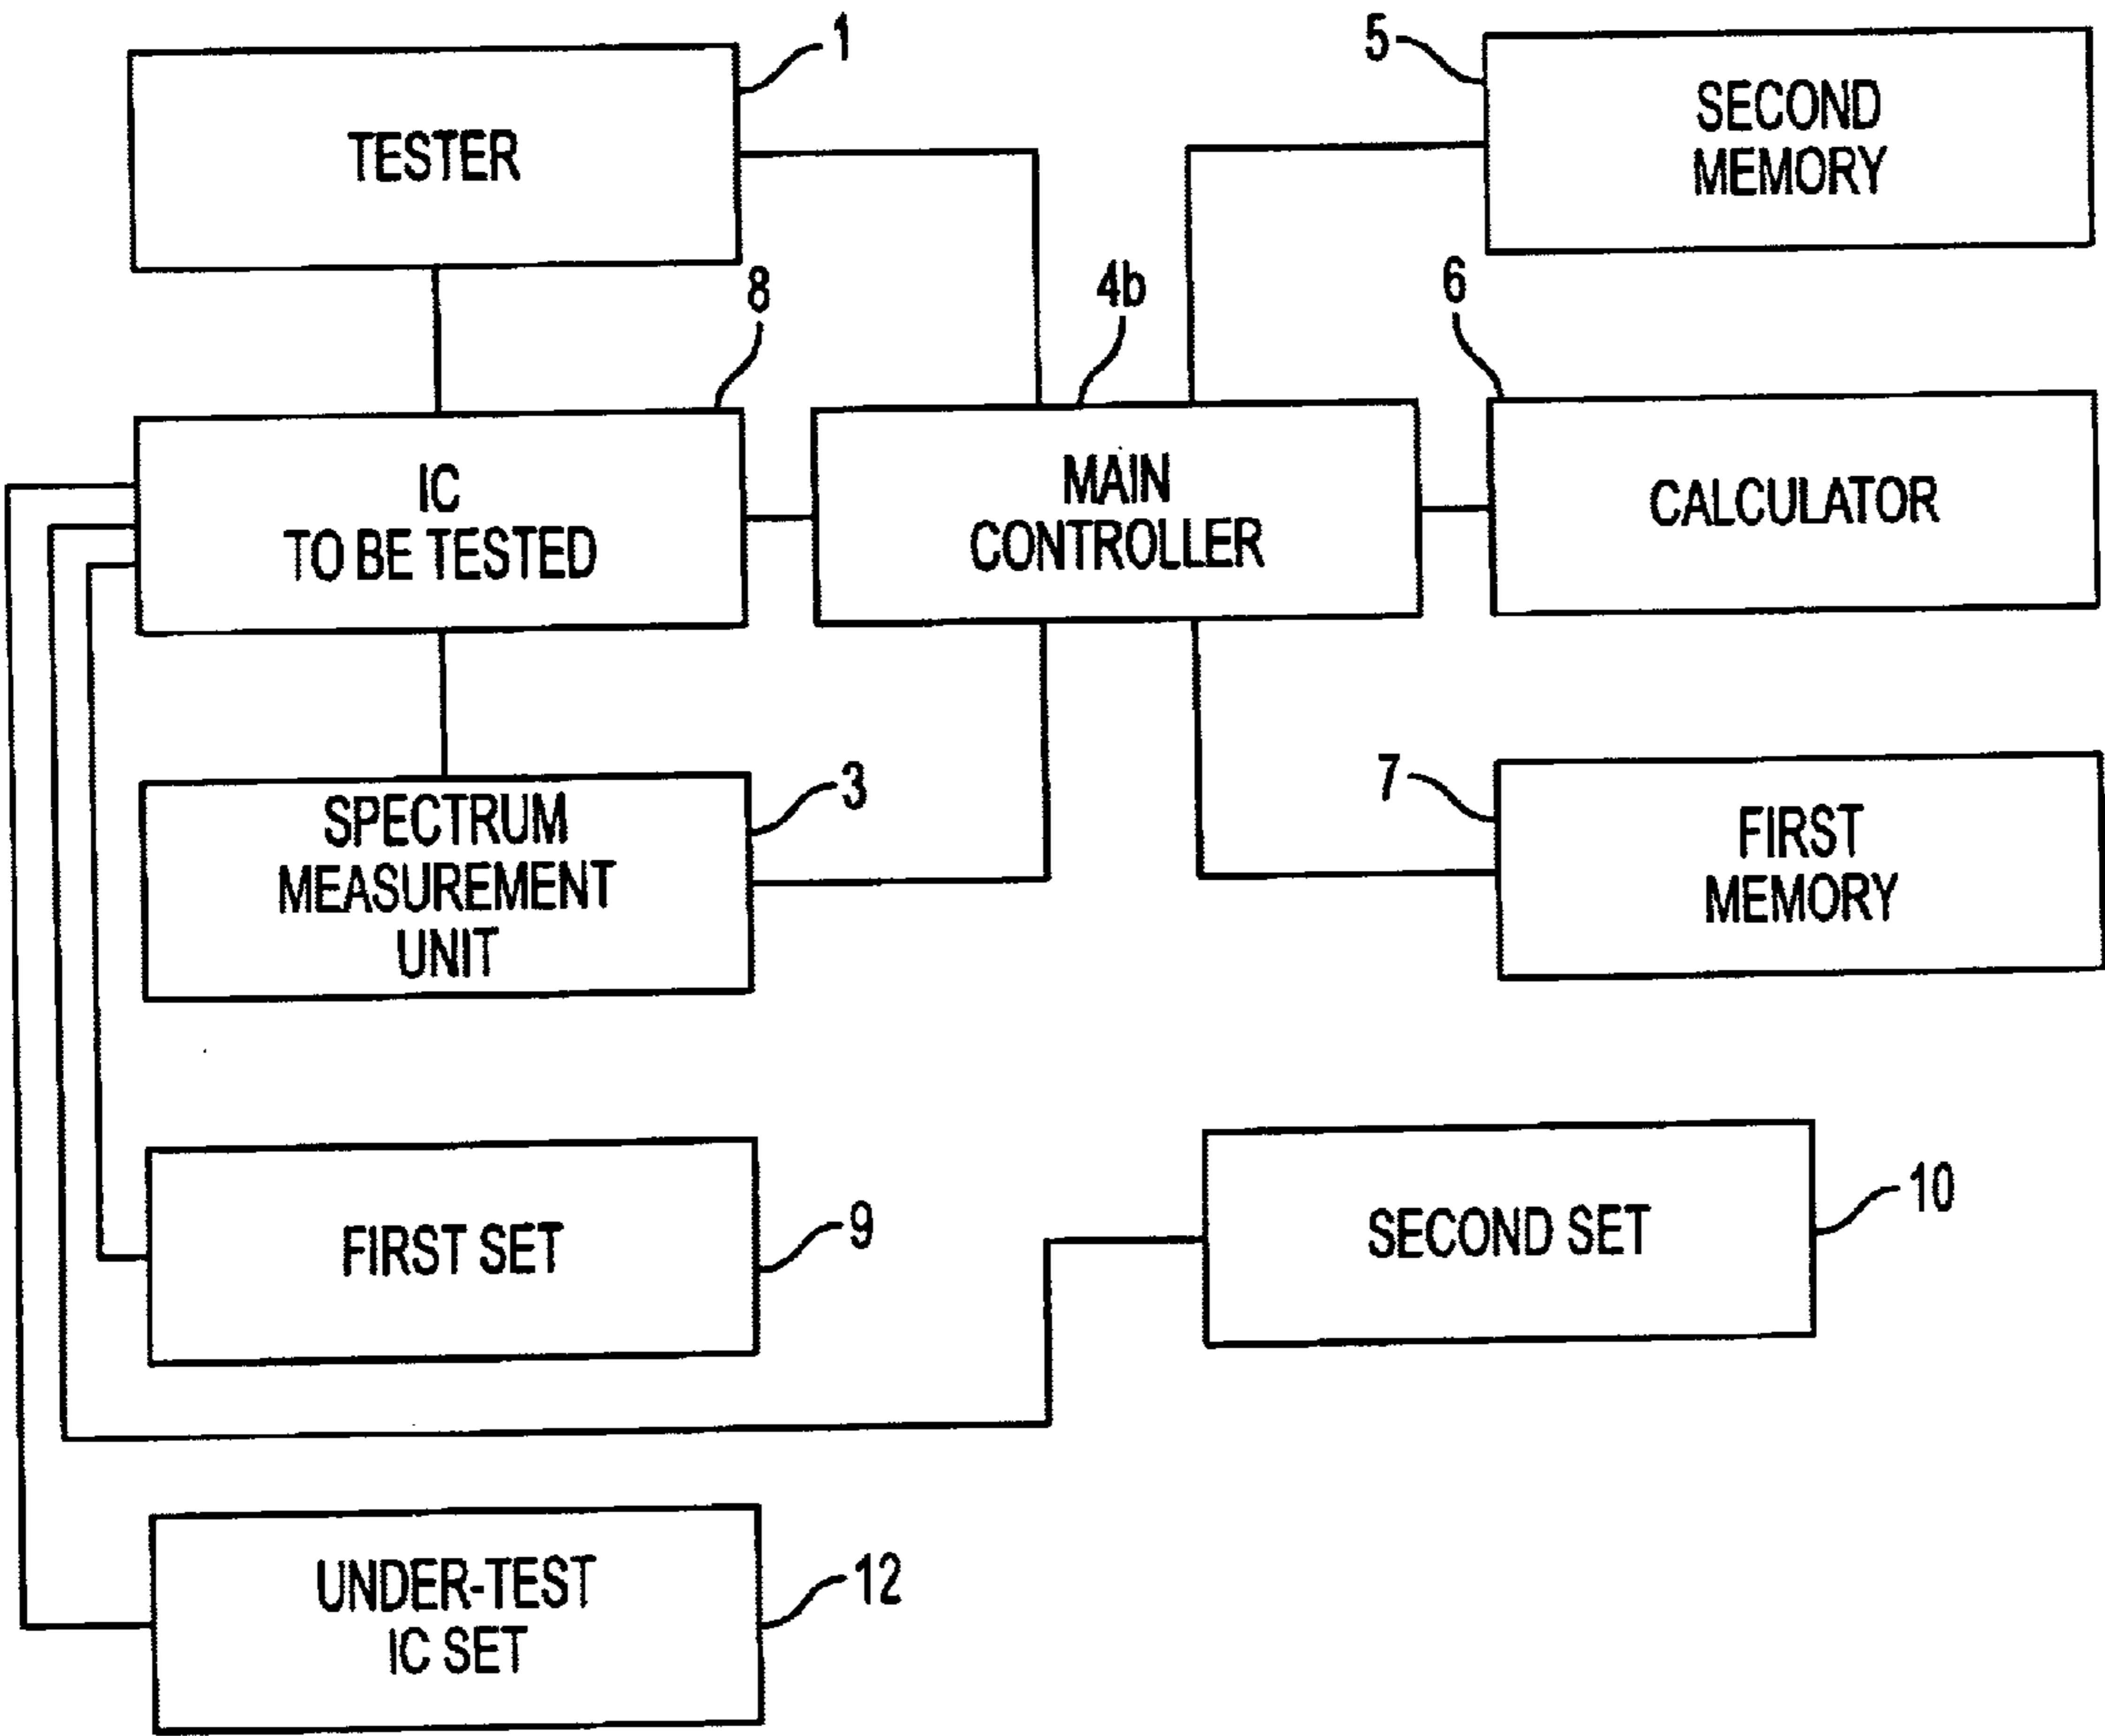 1
TESTER
5
SECOND
MEMORY
8
IC
TO BE TESTED
4b
MAIN
CONTROLLER
6
CALCULATOR
3
SPECTRUM
MEASUREMENT
UNIT
7
FIRST
MEMORY
9
FIRST SET
10
SECOND SET
12
UNDER-TEST
IC SET